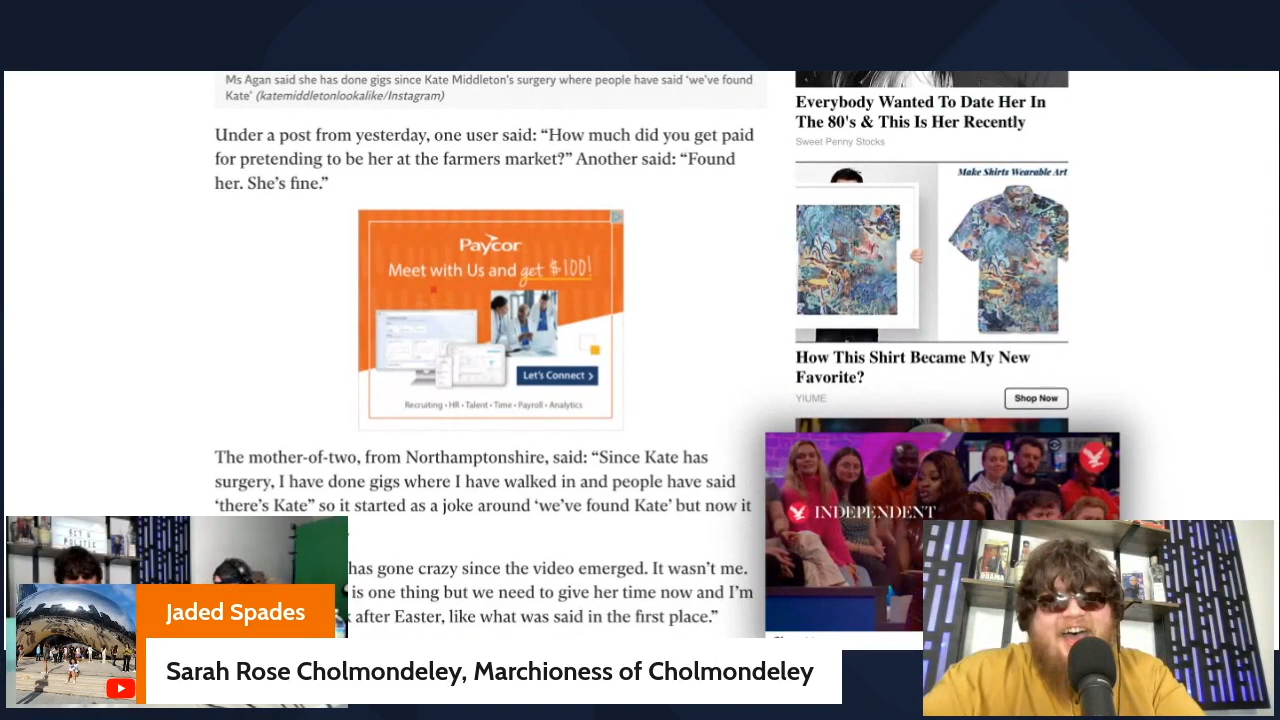 Ms Agan said she has done gigs since Kate Middleton's surgery where people have said 'we've found
Kate' (katemiddletonlookalike/Instagram)
Under a post from yesterday, one user said: “How much did you get paid
for pretending to be her at the farmers market?” Another said: “Found
her. She's fine.”
Paycor
Meet with Us and get $100!
Let's Connect >
Recruiting • HR • Talent • Time • Payroll • Analytics
The mother-of-two, from Northamptonshire, said: “Since Kate has
surgery, I have done gigs where I have walked in and people have said
‘there's Kate” so it started as a joke around ‘we've found Kate’ but now it
has gone crazy since the video emerged. It wasn't me.
is one thing but we need to give her time now and I'm
after Easter, like what was said in the first place.”
Everybody Wanted To Date Her In
The 80's & This Is Her Recently
Sweet Penny Stocks
Make Shirts Wearable Art
How This Shirt Became My New
Favorite?
YIUME
Shop Now
INDEPENDENT
OBAMA
Jaded Spades
Sarah Rose Cholmondeley, Marchioness of Cholmondeley